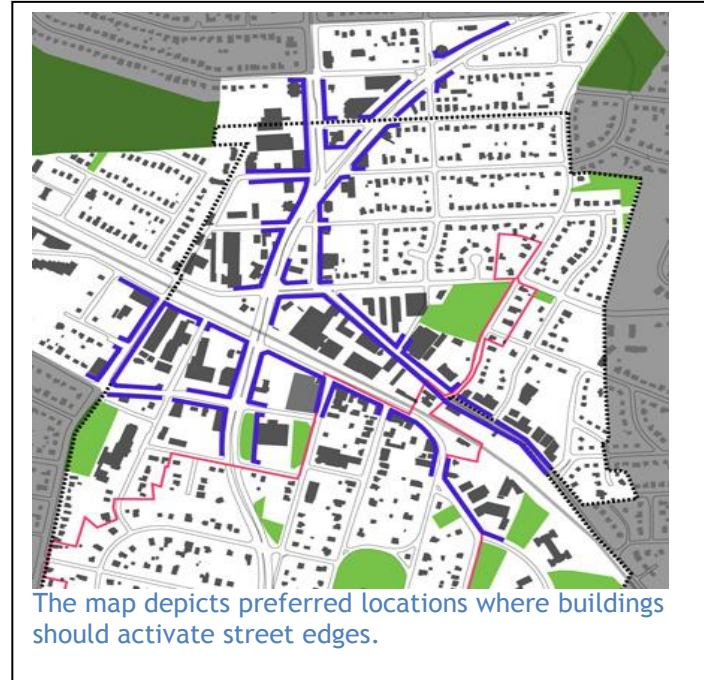 The map depicts preferred locations where buildings
should activate street edges.